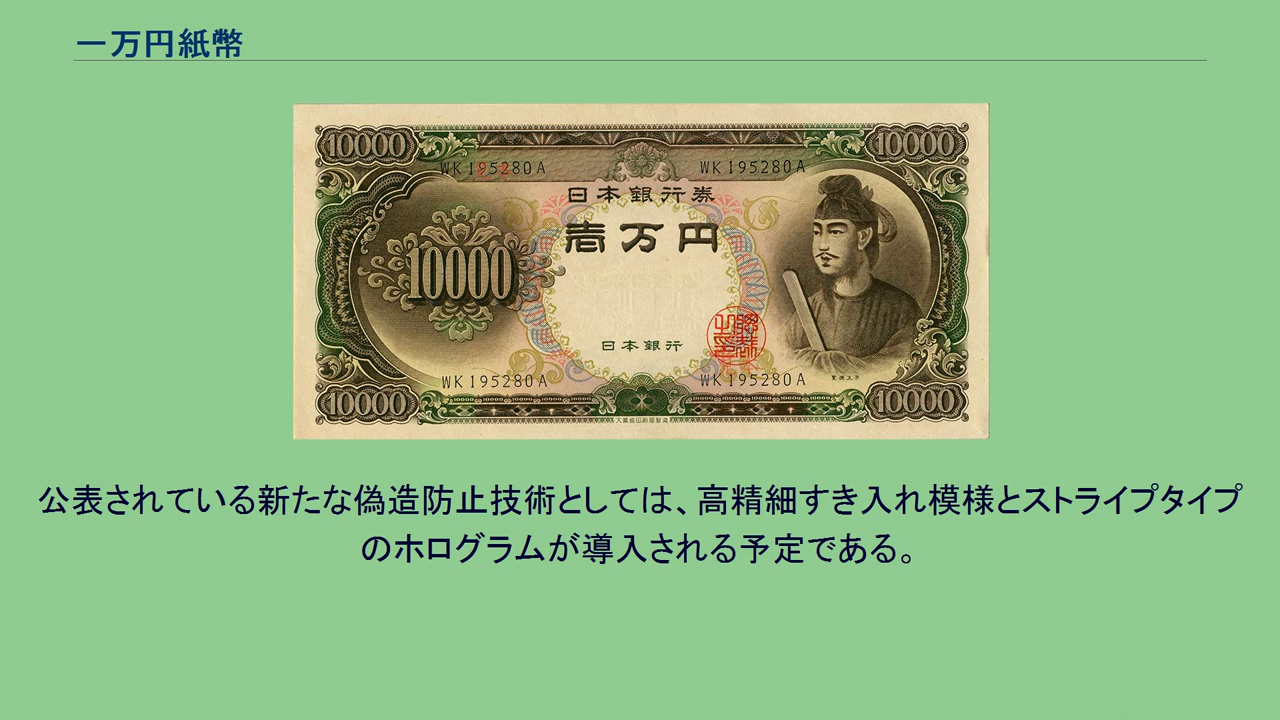 一万円紙幣
10000
10000
WK195280A
WK195280A
日本銀行券
壱万円
10000
日本銀行
WK195280A
WK195280A
聖徳太子
10000
10000
公表されている新たな偽造防止技術としては、高精細すき入れ模様とストライプタイプ
のホログラムが導入される予定である。